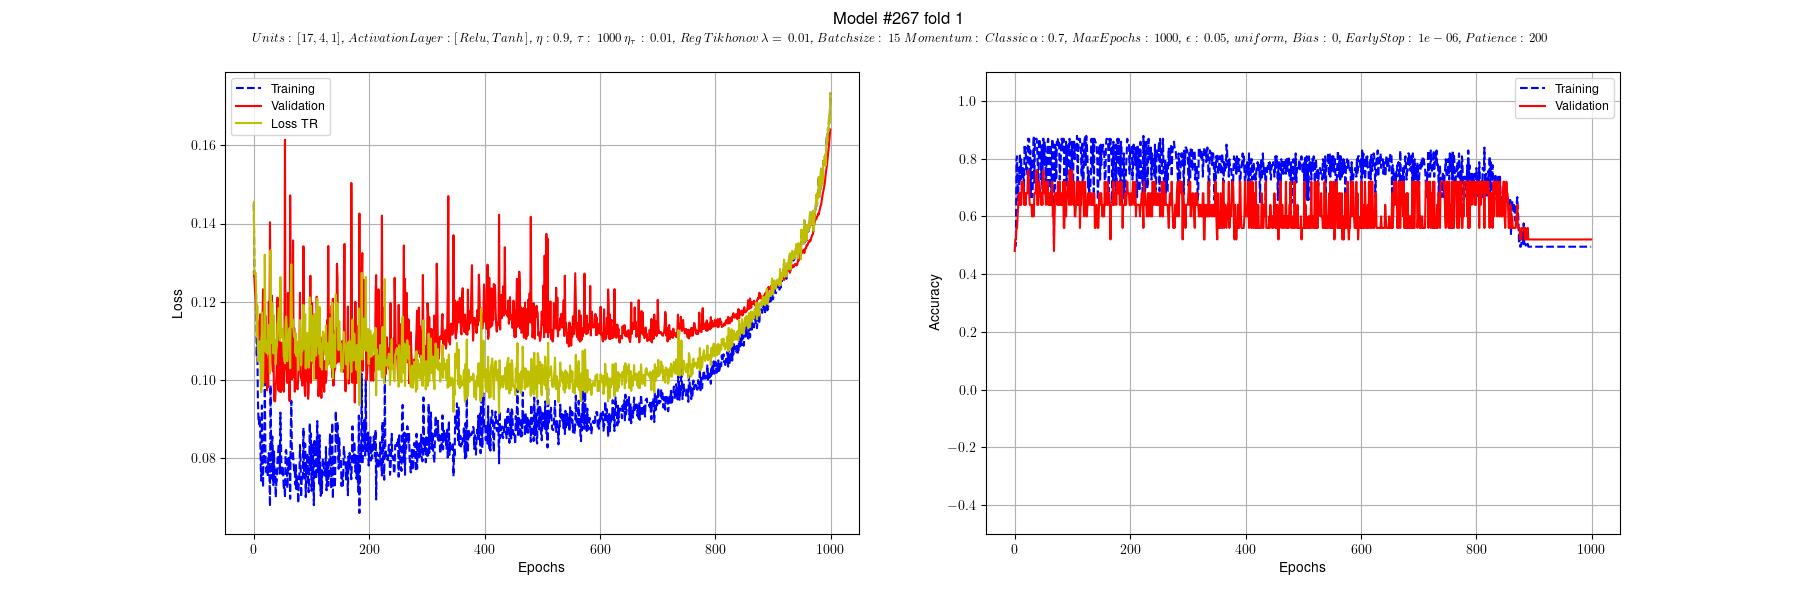 Model #267 fold 1
Units : [17, 4, 1], ActivationLayer : [Relu, Tanh], η : 0.9, τ : 1000 ητ : 0.01, Reg Tikhonov λ = 0.01, Batchsize : 15 Momentum : Classic α : 0.7, MaxEpochs : 1000, ϵ : 0.05, uniform, Bias : 0, EarlyStop : 1e − 06, Patience : 200
Training
Validation
Loss TR
0.16
0.14
0.12
0.10
0.08
Loss
0 200 400 600 800 1000
Epochs
Training
Validation
1.0
0.8
0.6
0.4
0.2
0.0
−0.2
−0.4
Accuracy
0 200 400 600 800 1000
Epochs